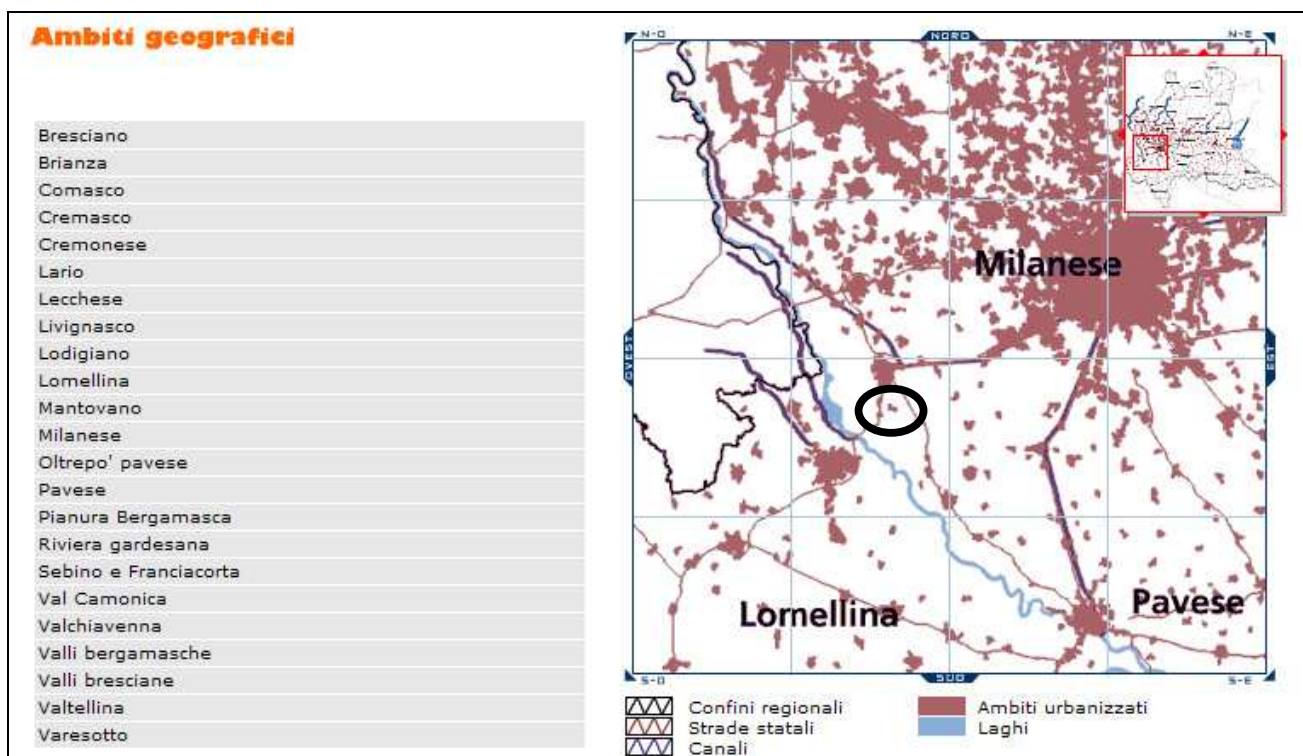 Ambiti geografici
Bresciano
Brianza
Comasco
Cremasco
Cremonese
Lario
Lecchese
Livignasco
Lodigiano
Lomellina
Mantovano
Milanese
Oltrepo' pavese
Pavese
Pianura Bergamasca
Riviera gardesana
Sebino e Franciacorta
Val Camonica
Valchiavenna
Valli bergamasche
Valli bresciane
Valtellina
Varesotto
N-O
NORD
N-E
Milanese
OVEST
EST
Lomellina
Pavese
S-O
SUD
S-E
Confini regionali
Strade statali
Canali
Ambiti urbanizzati
Laghi